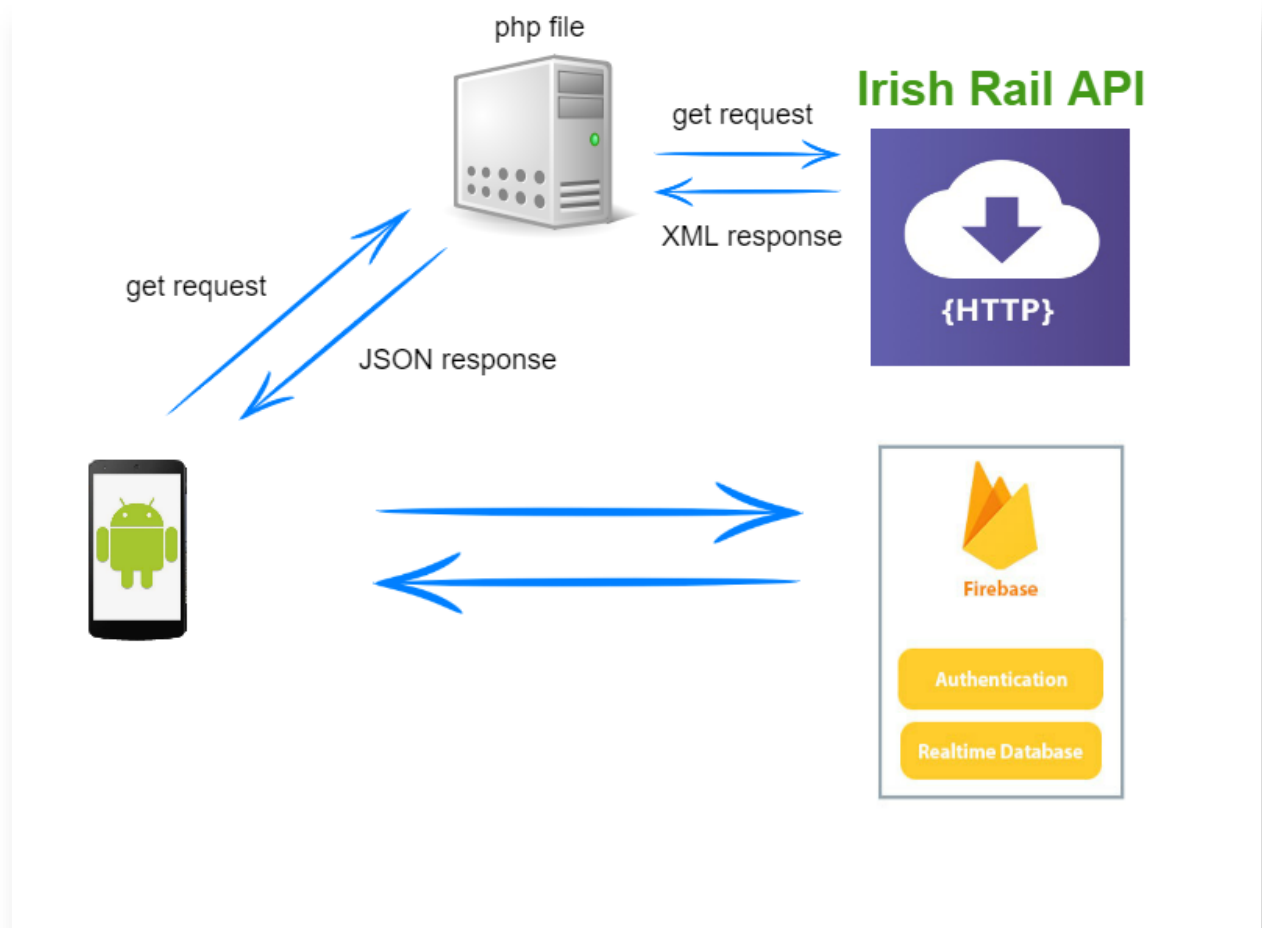 php file
Irish Rail API
get request
XML response
{HTTP}
get request
JSON response
Firebase
Authentication
Realtime Database